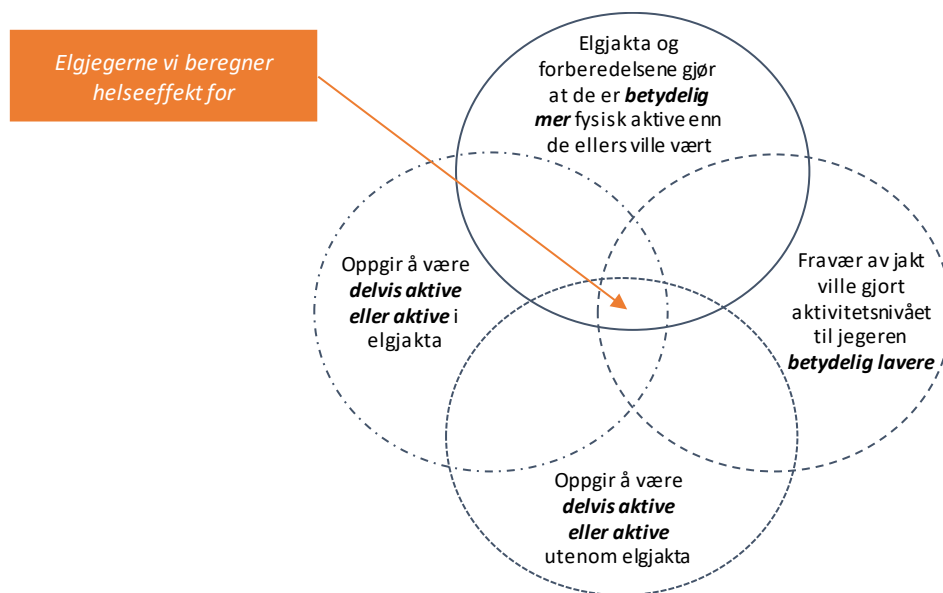 Elgjegerne vi beregner
helseeffekt for
Elgjakta og
forberedelsene gjør
at de er betydelig
mer fysisk aktive enn
de ellers ville vært
Oppgir å være
delvis aktive
eller aktive i
elgjakta
Fravær av jakt
ville gjort
aktivitetsnivået
til jegeren
betydelig lavere
Oppgir å være
delvis aktive
eller aktive
utenom elgjakta